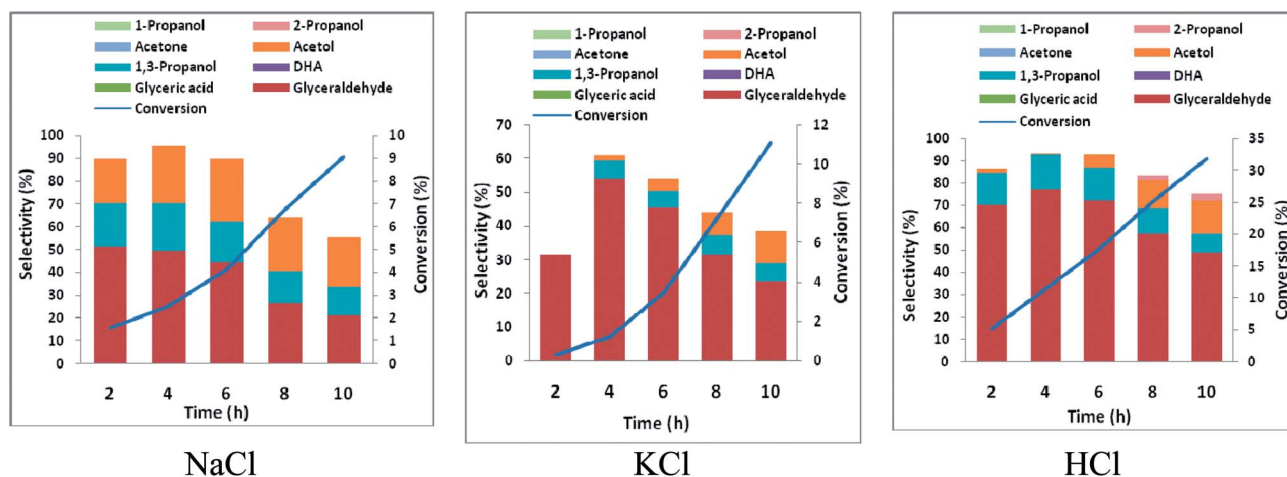 1-Propanol 2-Propanol
Acetone Acetol
1,3-Propanol DHA
Glyceric acid Glyceraldehyde
Conversion
Selectivity (%)
100
90
80
70
60
50
40
30
20
10
0
10
9
8
7
6
5
4
3
2
1
0
Conversion (%)
2 4 6 8 10
Time (h)
NaCl
1-Propanol 2-Propanol
Acetone Acetol
1,3-Propanol DHA
Glyceric acid Glyceraldehyde
Conversion
Selectivity (%)
70
60
50
40
30
20
10
0
12
10
8
6
4
2
0
Conversion (%)
2 4 6 8 10
Time (h)
KCl
1-Propanol 2-Propanol
Acetone Acetol
1,3-Propanol DHA
Glyceric acid Glyceraldehyde
Conversion
Selectivity (%)
100
90
80
70
60
50
40
30
20
10
0
35
30
25
20
15
10
5
0
Conversion (%)
2 4 6 8 10
Time (h)
HCl